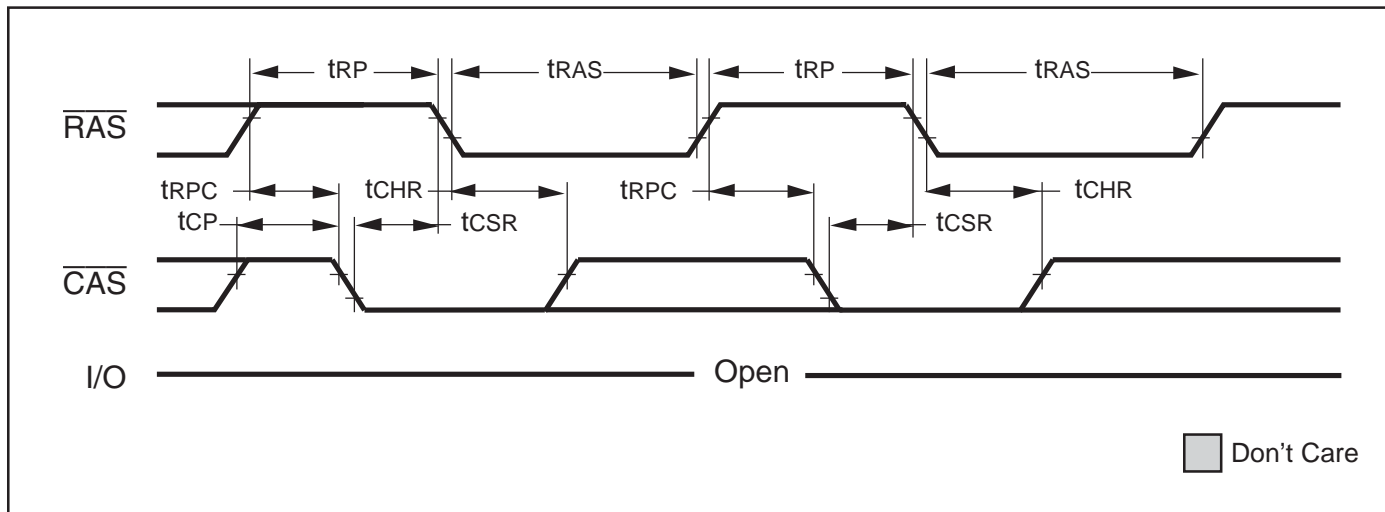 tRP tRAS tRP tRAS
RAS
tRPC tCHR tRPC tCHR
tCP tCSR tCSR
CAS
I/O Open
Don't Care